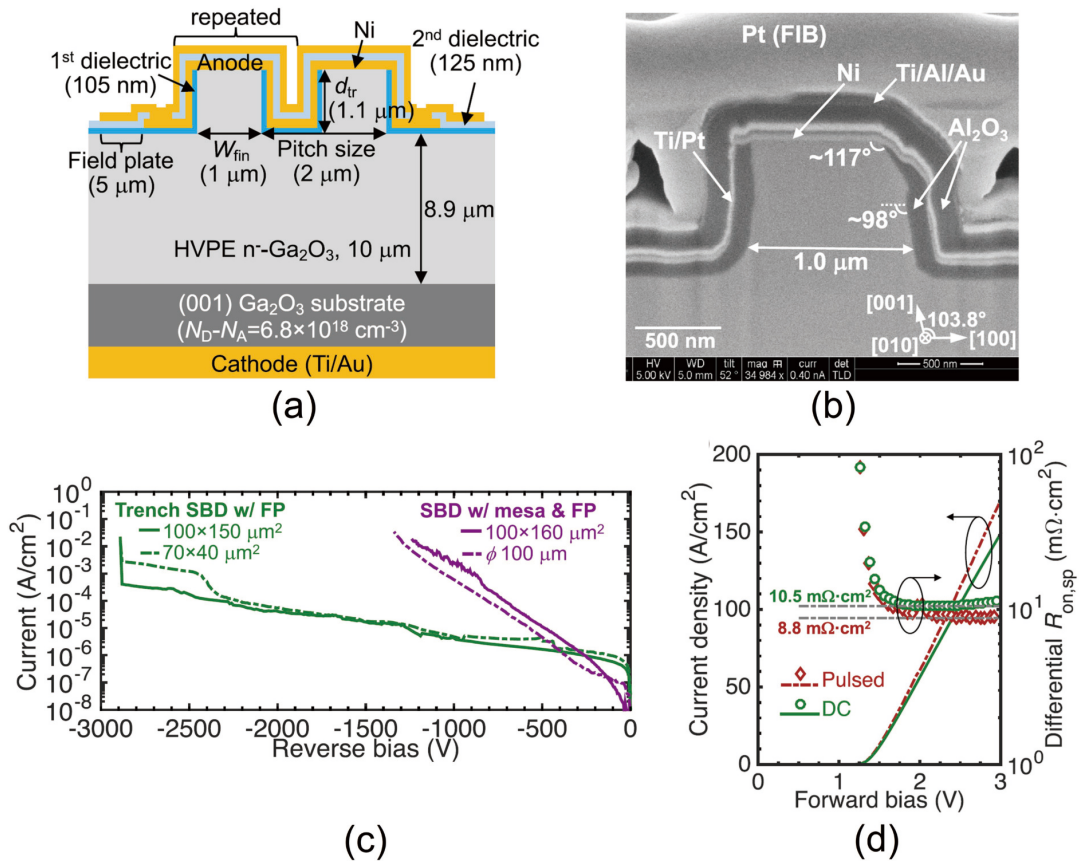 repeated
1st dielectric
(105 nm)
Anode
Ni
2nd dielectric
(125 nm)
dtr
(1.1 μm)
Field plate
(5 μm)
Wfin
(1 μm)
Pitch size
(2 μm)
8.9 μm
HVPE n⁻-Ga₂O₃, 10 μm
(001) Ga₂O₃ substrate
(ND-NA=6.8×10¹⁸ cm⁻³)
Cathode (Ti/Au)
(a)
Pt (FIB)
Ni
Ti/Al/Au
Ti/Pt
Al₂O₃
~117°
~98°
1.0 μm
500 nm
[001]
103.8°
[010]
[100]
HV WD tilt mag curr det
5.00 kV 5.0 mm 52° 34 984 x 0.40 nA TLD
500 nm
(b)
Current (A/cm²)
10⁰
10⁻¹
10⁻²
10⁻³
10⁻⁴
10⁻⁵
10⁻⁶
10⁻⁷
10⁻⁸
Trench SBD w/ FP
100×150 μm²
70×40 μm²
SBD w/ mesa & FP
100×160 μm²
ϕ 100 μm
-3000 -2500 -2000 -1500 -1000 -500 0
Reverse bias (V)
(c)
Current density (A/cm²)
200
150
100
50
0
10.5 mΩ·cm²
8.8 mΩ·cm²
Pulsed
DC
10²
10¹
10⁰
Differential Ron,sp (mΩ·cm²)
0 1 2 3
Forward bias (V)
(d)